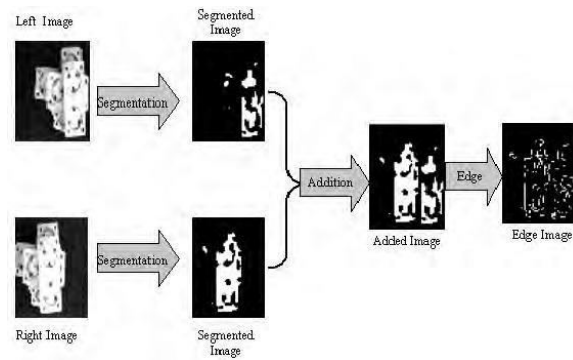 Left Image
Segmented
Image
Segmentation
Addition
Edge
Added Image
Edge Image
Segmentation
Right Image
Segmented
Image